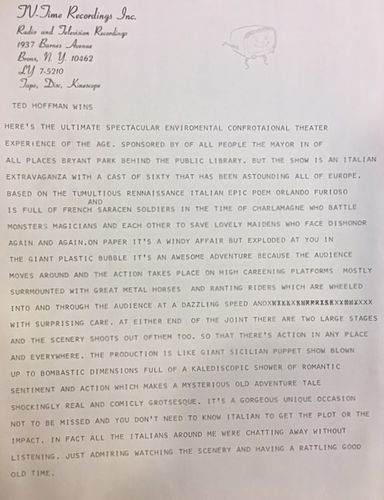 TV-Time Recordings Inc.
Radio and Television Recordings
1937 Barnes Avenue
Bronx, N. Y. 10462
LY 7-5210
Tape, Disc, Kinescope
TED HOFFMAN WINS
HERE'S THE ULTIMATE SPECTACULAR ENVIROMENTAL CONFROTAIONAL THEATER
EXPERIENCE OF THE AGE. SPONSORED BY OF ALL PEOPLE THE MAYOR IN OF
ALL PLACES BRYANT PARK BEHIND THE PUBLIC LIBRARY. BUT THE SHOW IS AN ITALIAN
EXTRAVAGANZA WITH A CAST OF SIXTY THAT HAS BEEN ASTOUNDING ALL OF EUROPE.
BASED ON THE TUMULTIOUS RENNAISSANCE ITALIAN EPIC POEM ORLANDO FURIOSO
AND
IS FULL OF FRENCH SARACEN SOLDIERS IN THE TIME OF CHARLAMAGNE WHO BATTLE
MONSTERS MAGICIANS AND EACH OTHER TO SAVE LOVELY MAIDENS WHO FACE DISHONOR
AGAIN AND AGAIN.ON PAPER IT'S A WINDY AFFAIR BUT EXPLODED AT YOU IN
THE GIANT PLASTIC BUBBLE IT'S AN AWESOME ADVENTURE BECAUSE THE AUDIENCE
MOVES AROUND AND THE ACTION TAKES PLACE ON HIGH CAREENING PLATFORMS MOSTLY
SURRMOUNTED WITH GREAT METAL HORSES AND RANTING RIDERS WHICH ARE WHEELED
INTO AND THROUGH THE AUDIENCE AT A DAZZLING SPEED AND
WITH SURPRISING CARE. AT EITHER END OF THE JOINT THERE ARE TWO LARGE STAGES
AND THE SCENERY SHOOTS OUTOF THEM TOO. SO THAT THERE'S ACTION IN ANY PLACE
AND EVERYWHERE. THE PRODUCTION IS LIKE GIANT SICILIAN PUPPET SHOW BLOWN
UP TO BOMBASTIC DIMENSIONS FULL OF A KALEDISCOPIC SHOWER OF ROMANTIC
SENTIMENT AND ACTION WHICH MAKES A MYSTERIOUS OLD ADVENTURE TALE
SHOCKINGLY REAL AND COMICLY GROTSESQUE. IT'S A GORGEOUS UNIQUE OCCASION
NOT TO BE MISSED AND YOU DON'T NEED TO KNOW ITALIAN TO GET THE PLOT OR THE
IMPACT. IN FACT ALL THE ITALIANS AROUND ME WERE CHATTING AWAY WITHOUT
LISTENING. JUST ADMIRING WATCHING THE SCENERY AND HAVING A RATTLING GOOD
OLD TIME.